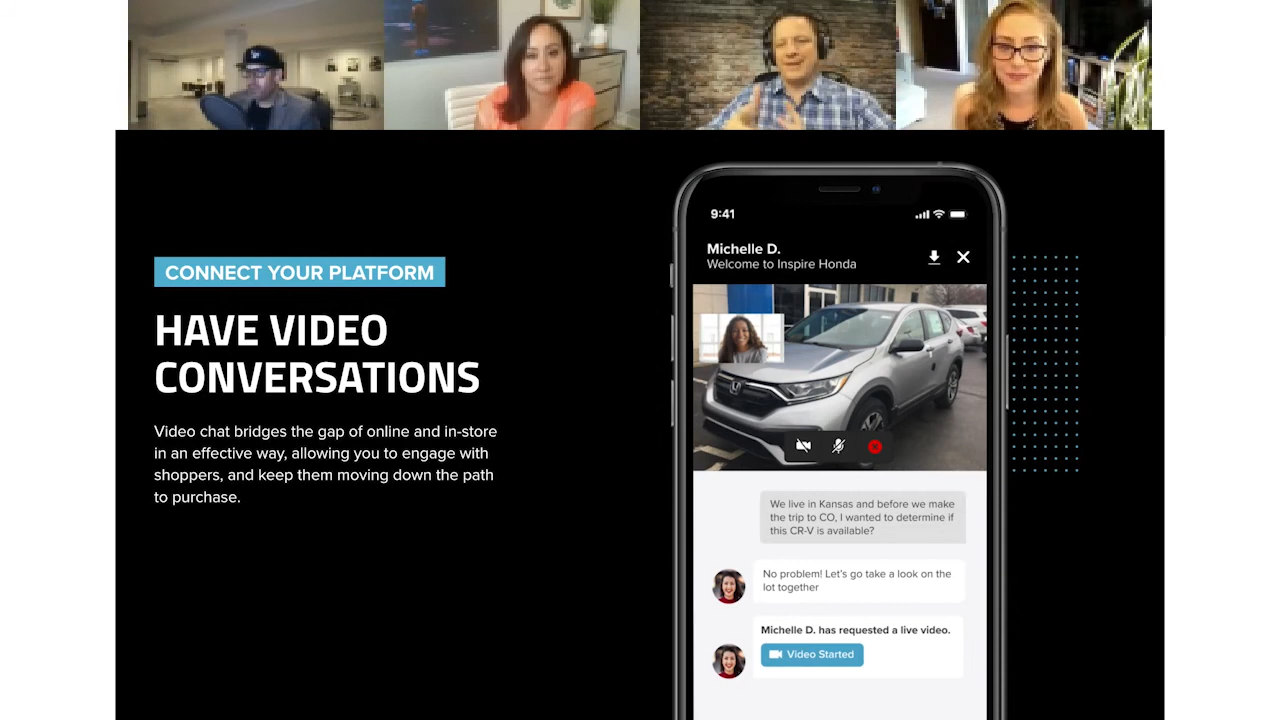 CONNECT YOUR PLATFORM
HAVE VIDEO
CONVERSATIONS
Video chat bridges the gap of online and in-store
in an effective way, allowing you to engage with
shoppers, and keep them moving down the path
to purchase.
9:41
Michelle D.
Welcome to Inspire Honda
We live in Kansas and before we make
the trip to CO, I wanted to determine if
this CR-V is available?
No problem! Let's go take a look on the
lot together
Michelle D. has requested a live video.
Video Started